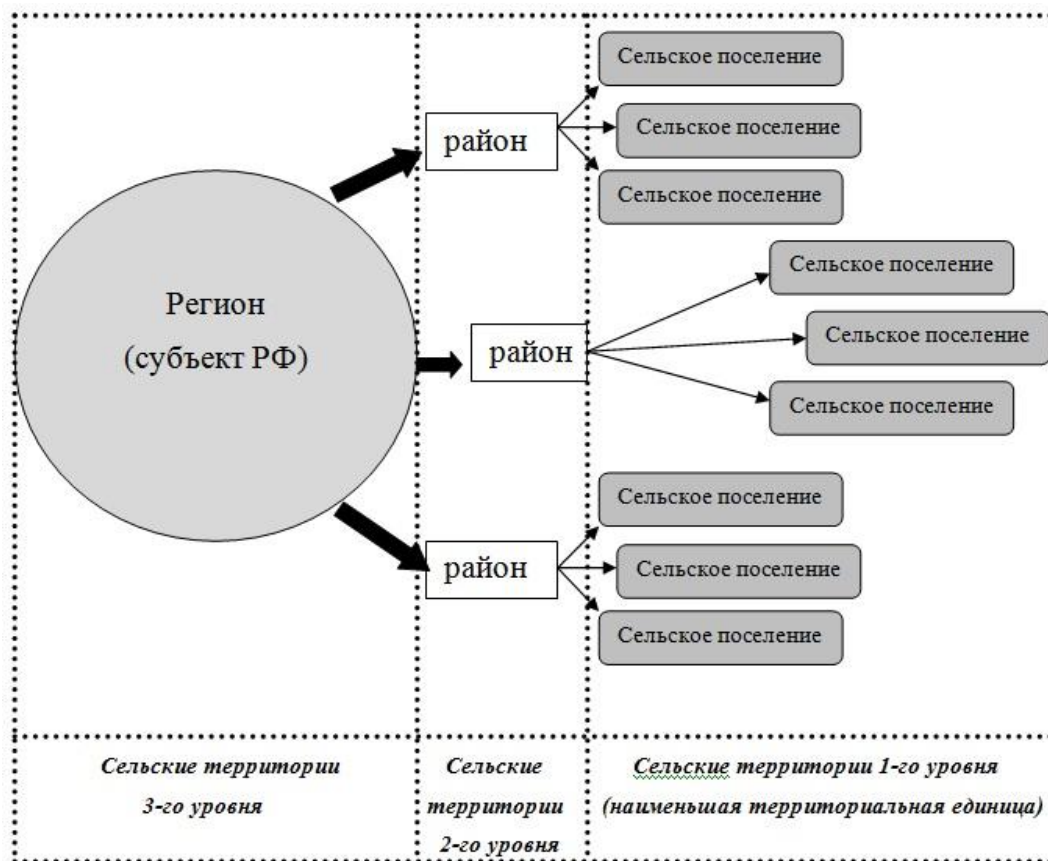 Регион
(субъект РФ)
район
Сельское поселение
Сельское поселение
Сельское поселение
район
Сельское поселение
Сельское поселение
Сельское поселение
район
Сельское поселение
Сельское поселение
Сельское поселение
Сельские территории
3-го уровня
Сельские
территории
2-го уровня
Сельские территории 1-го уровня
(наименьшая территориальная единица)